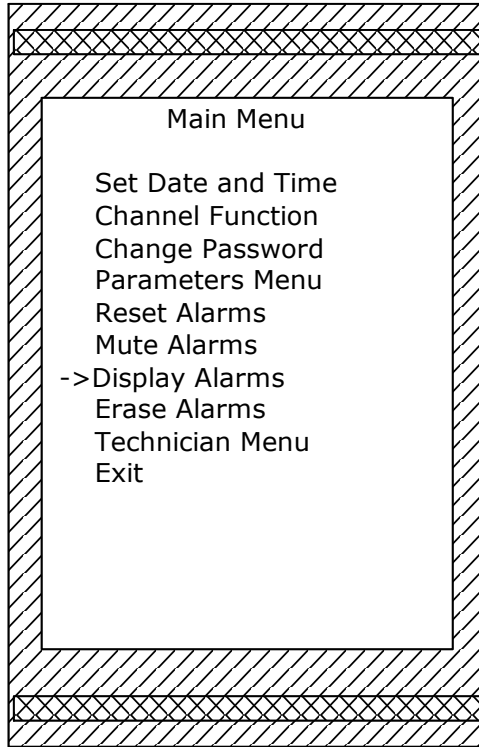 Main Menu
Set Date and Time
Channel Function
Change Password
Parameters Menu
Reset Alarms
Mute Alarms
->Display Alarms
Erase Alarms
Technician Menu
Exit